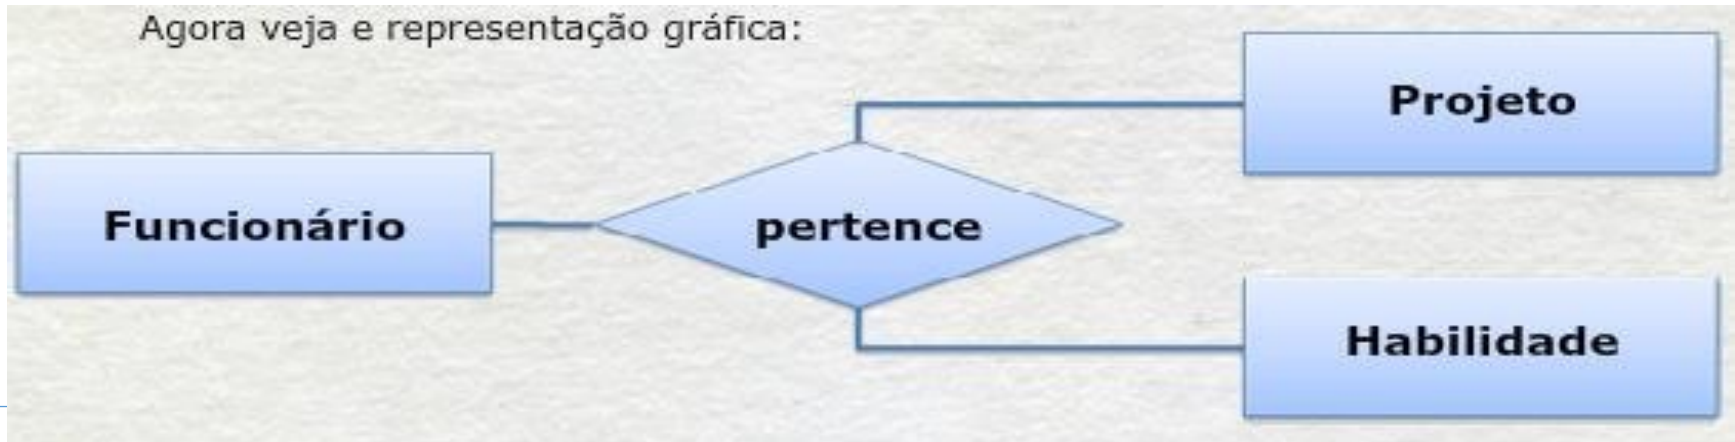 Agora veja e representação gráfica:
Projeto
Funcionário
pertence
Habilidade